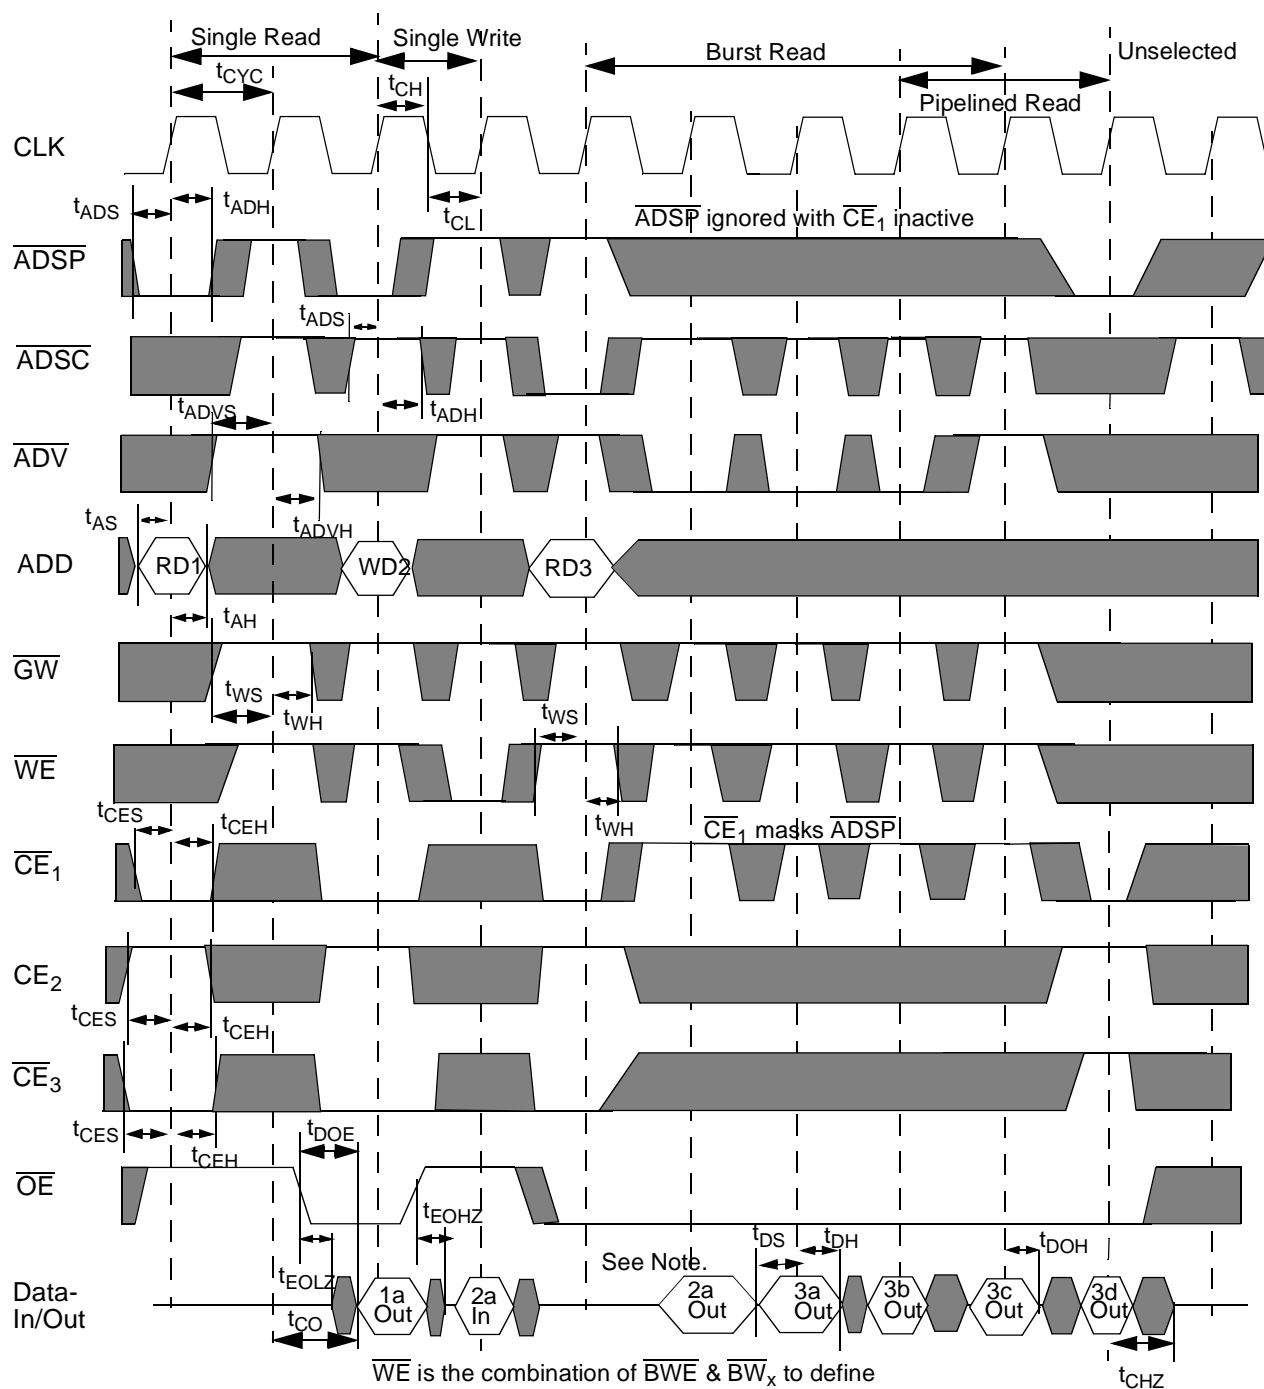 Single Read Single Write Burst Read Unselected
tCYC tCH Pipelined Read
CLK
tADS tADH tCL ADSP ignored with CE1 inactive
ADSP
tADS
ADSC
tADVS tADH
ADV
tAS tADVH
ADD RD1 WD2 RD3
tAH
GW
tWS tWH tWS
WE
tCES tCEH tWH CE1 masks ADSP
CE1
CE2
tCES tCEH
CE3
tCES tCEH tDOE
OE
tEOHZ tDS tDH tDOH
See Note.
tEOLZ
Data-
In/Out
1a
Out
2a
In
2a
Out
3a
Out
3b
Out
3c
Out
3d
Out
tCO
tCHZ
WE is the combination of BWE & BWx to define